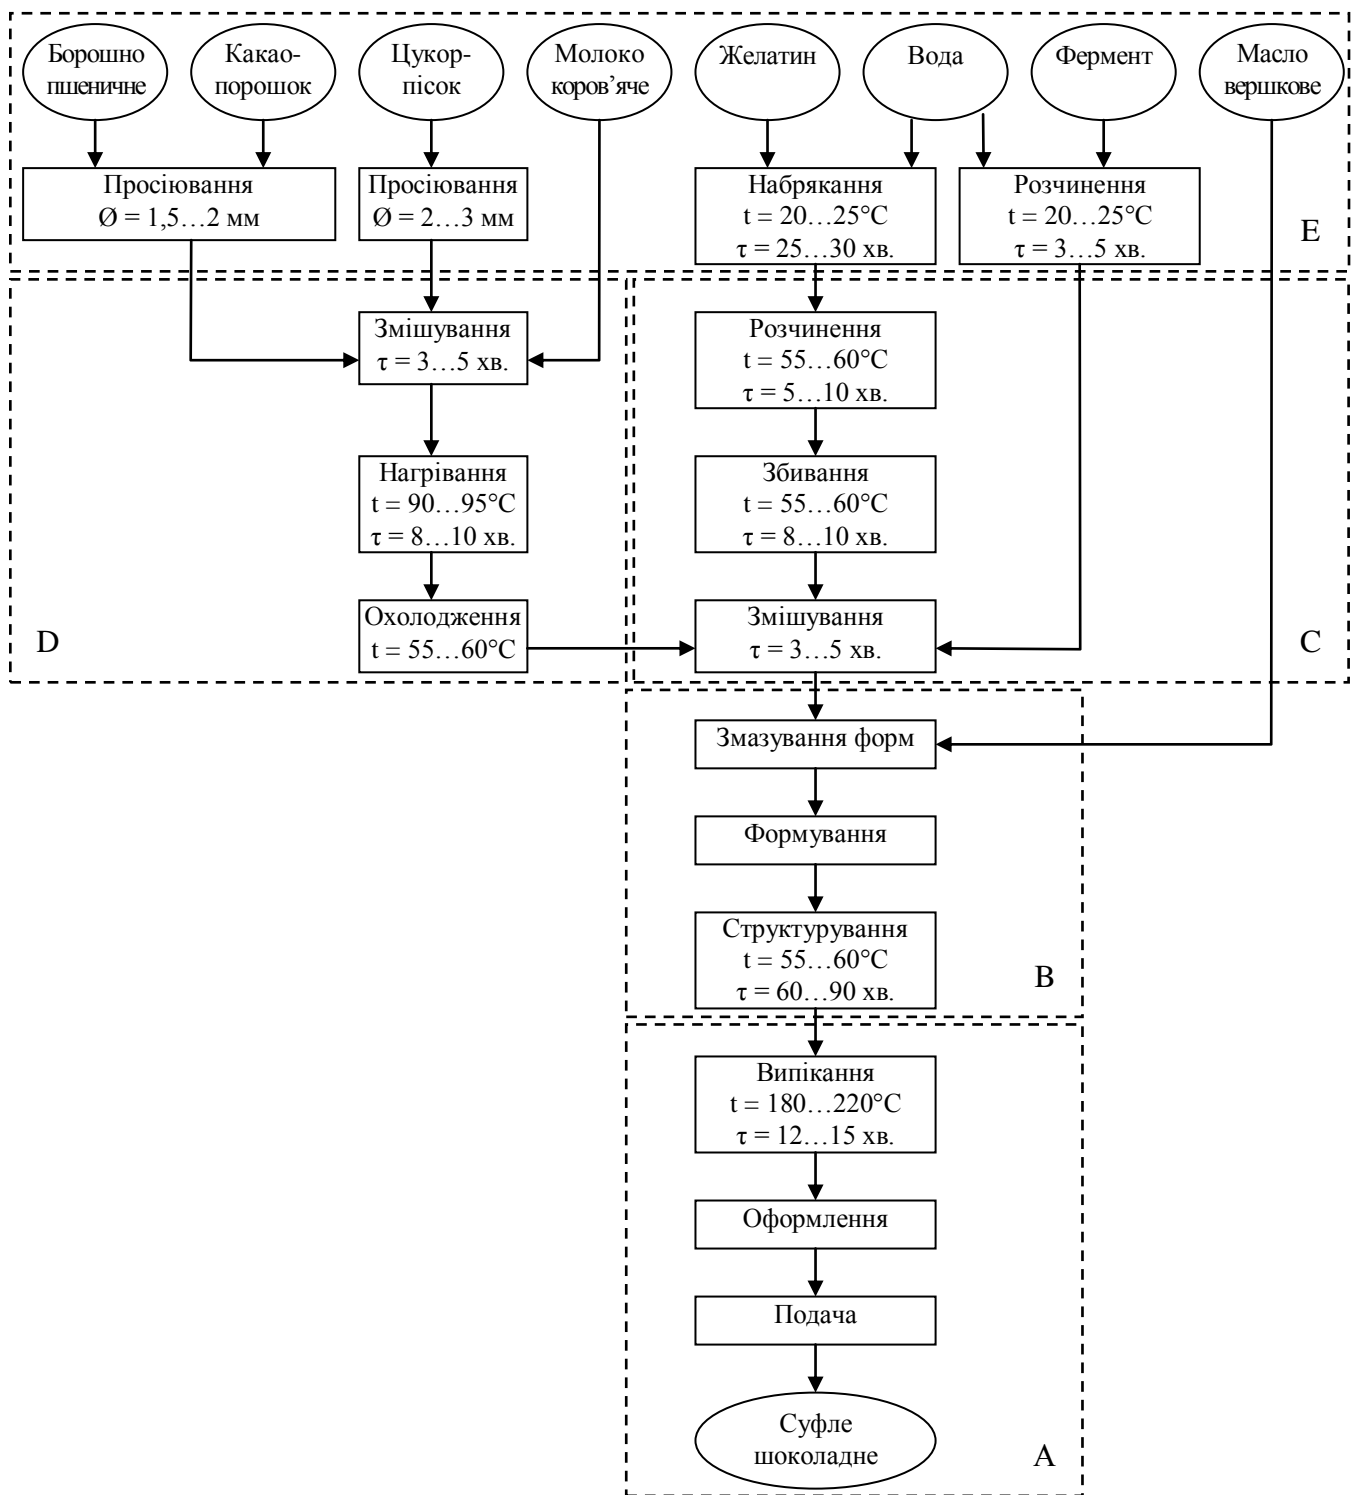 Борошно
пшеничне
Какао-
порошок
Цукор-
пісок
Молоко
коров’яче
Желатин
Вода
Фермент
Масло
вершкове
Просіювання
Ø = 1,5…2 мм
Просіювання
Ø = 2…3 мм
Набрякання
t = 20…25°C
τ = 25…30 хв.
Розчинення
t = 20…25°C
τ = 3…5 хв.
E
Змішування
τ = 3…5 хв.
Розчинення
t = 55…60°C
τ = 5…10 хв.
Нагрівання
t = 90…95°C
τ = 8…10 хв.
Збивання
t = 55…60°C
τ = 8…10 хв.
D
Охолодження
t = 55…60°C
Змішування
τ = 3…5 хв.
C
Змазування форм
Формування
Структурування
t = 55…60°C
τ = 60…90 хв.
B
Випікання
t = 180…220°C
τ = 12…15 хв.
Оформлення
Подача
Суфле
шоколадне
A